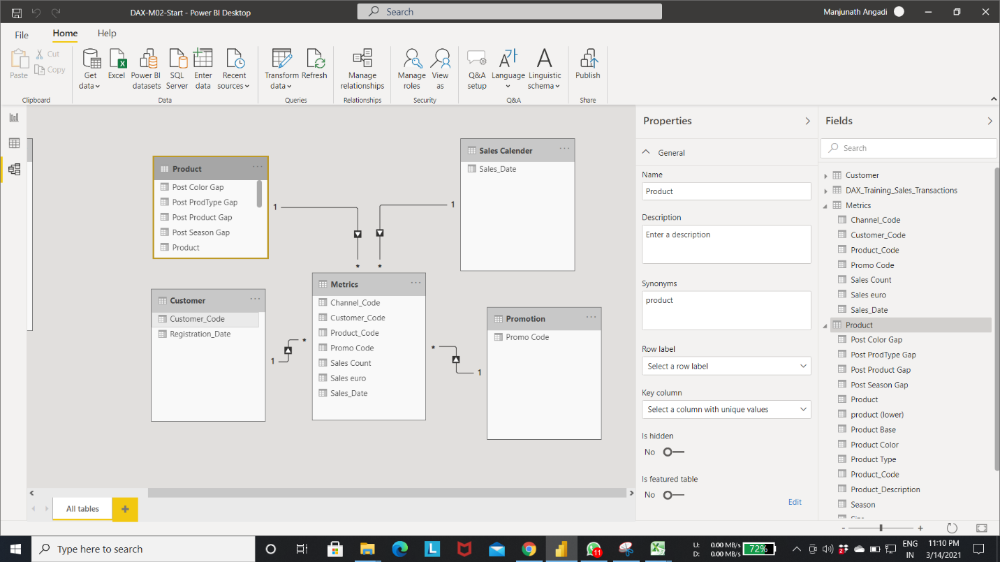 DAX-M02-Start - Power BI Desktop
Search
Manjunath Angadi
File
Home
Help
Paste
Cut
Copy
Clipboard
Get
data
Excel
Power BI
datasets
SQL
Server
Enter
data
Recent
sources
Data
Transform
data
Refresh
Queries
Manage
relationships
Relationships
Manage
roles
View
as
Security
Q&A
setup
Language
Linguistic
schema
Q&A
Publish
Share
Product
Post Color Gap
Post ProdType Gap
Post Product Gap
Post Season Gap
Product
1
*
Sales Calender
Sales_Date
1
*
Customer
Customer_Code
Registration_Date
1
*
Metrics
Channel_Code
Customer_Code
Product_Code
Promo Code
Sales Count
Sales euro
Sales_Date
*
1
Promotion
Promo Code
All tables
+
Properties
General
Name
Product
Description
Enter a description
Synonyms
product
Row label
Select a row label
Key column
Select a column with unique values
Is hidden
No
Is featured table
No
Edit
Fields
Search
Customer
DAX_Training_Sales_Transactions
Metrics
Channel_Code
Customer_Code
Product_Code
Promo Code
Sales Count
Sales euro
Sales_Date
Product
Post Color Gap
Post ProdType Gap
Post Product Gap
Post Season Gap
Product
product (lower)
Product Base
Product Color
Product Type
Product_Code
Product_Description
Season
- +
Type here to search
L
11
U: 0.00 MB/s
D: 0.00 MB/s
72%
2
ENG
IN
11:10 PM
3/14/2021